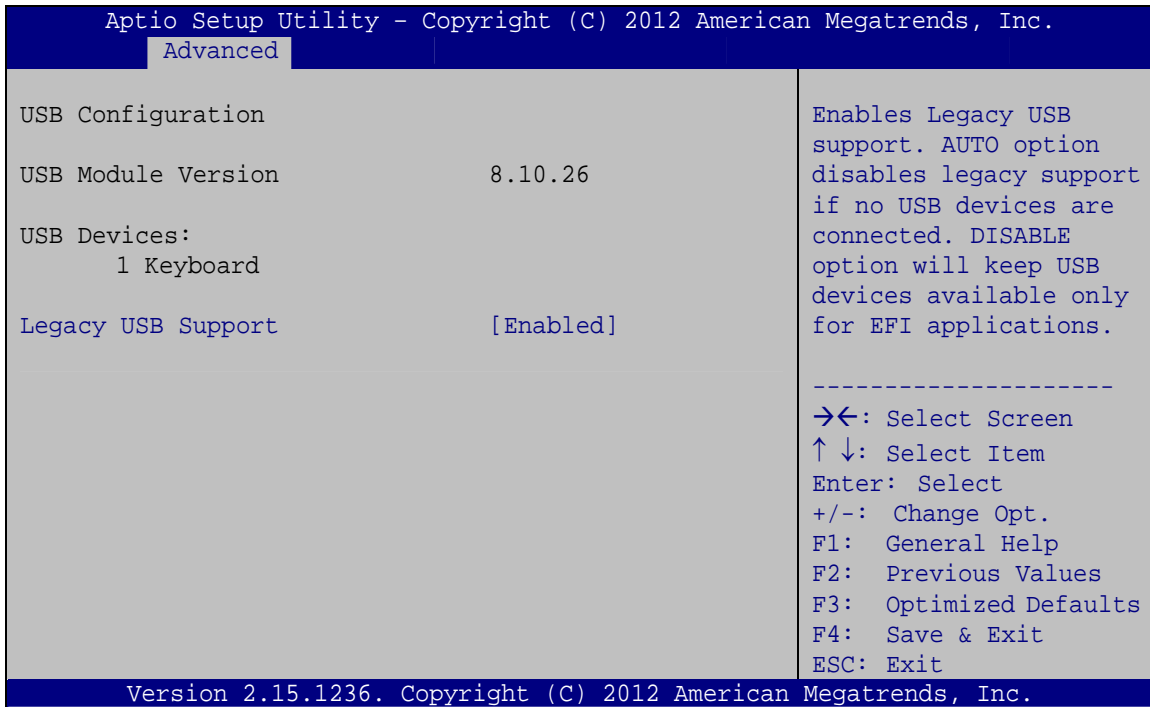 Aptio Setup Utility – Copyright (C) 2012 American Megatrends, Inc.
Advanced
USB Configuration
USB Module Version 8.10.26
USB Devices:
1 Keyboard
Legacy USB Support [Enabled]
Enables Legacy USB
support. AUTO option
disables legacy support
if no USB devices are
connected. DISABLE
option will keep USB
devices available only
for EFI applications.
---------------------
→←: Select Screen
↑ ↓: Select Item
Enter: Select
+/-: Change Opt.
F1: General Help
F2: Previous Values
F3: Optimized Defaults
F4: Save & Exit
ESC: Exit
Version 2.15.1236. Copyright (C) 2012 American Megatrends, Inc.